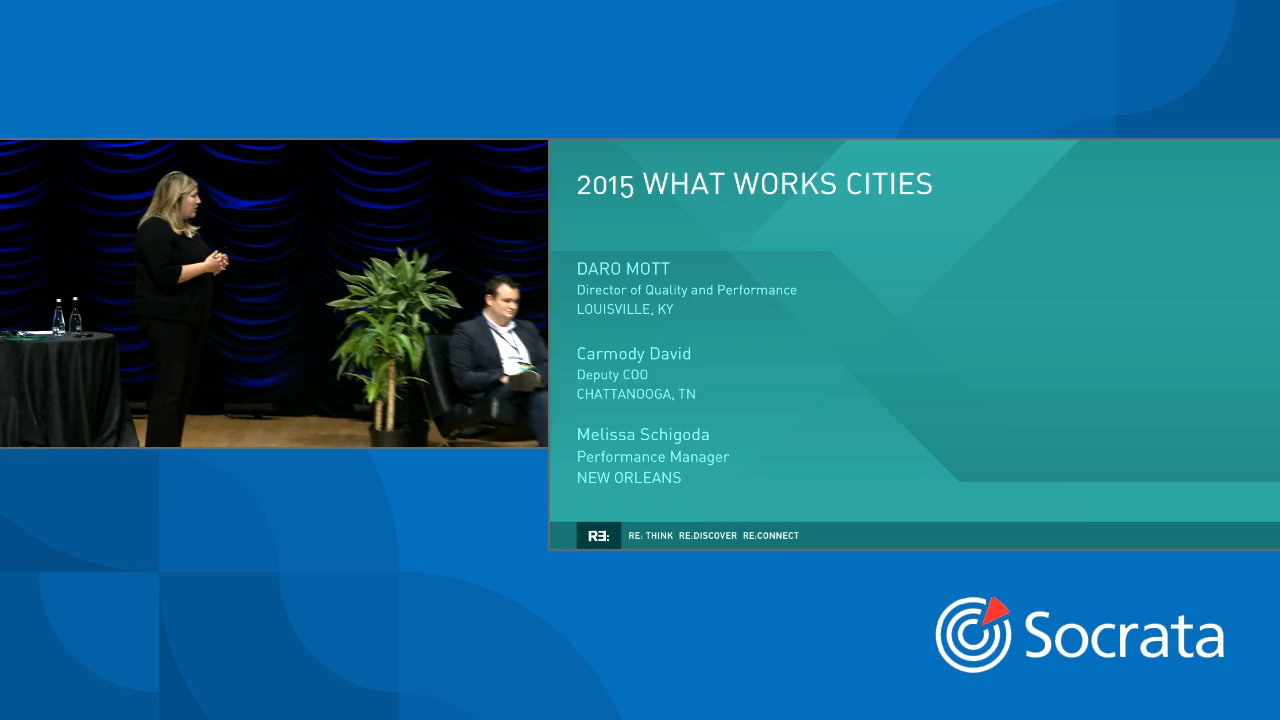 2015 WHAT WORKS CITIES
DARO MOTT
Director of Quality and Performance
LOUISVILLE, KY
Carmody David
Deputy COO
CHATTANOOGA, TN
Melissa Schigoda
Performance Manager
NEW ORLEANS
RE: RE: THINK RE:DISCOVER RE:CONNECT
Socrata